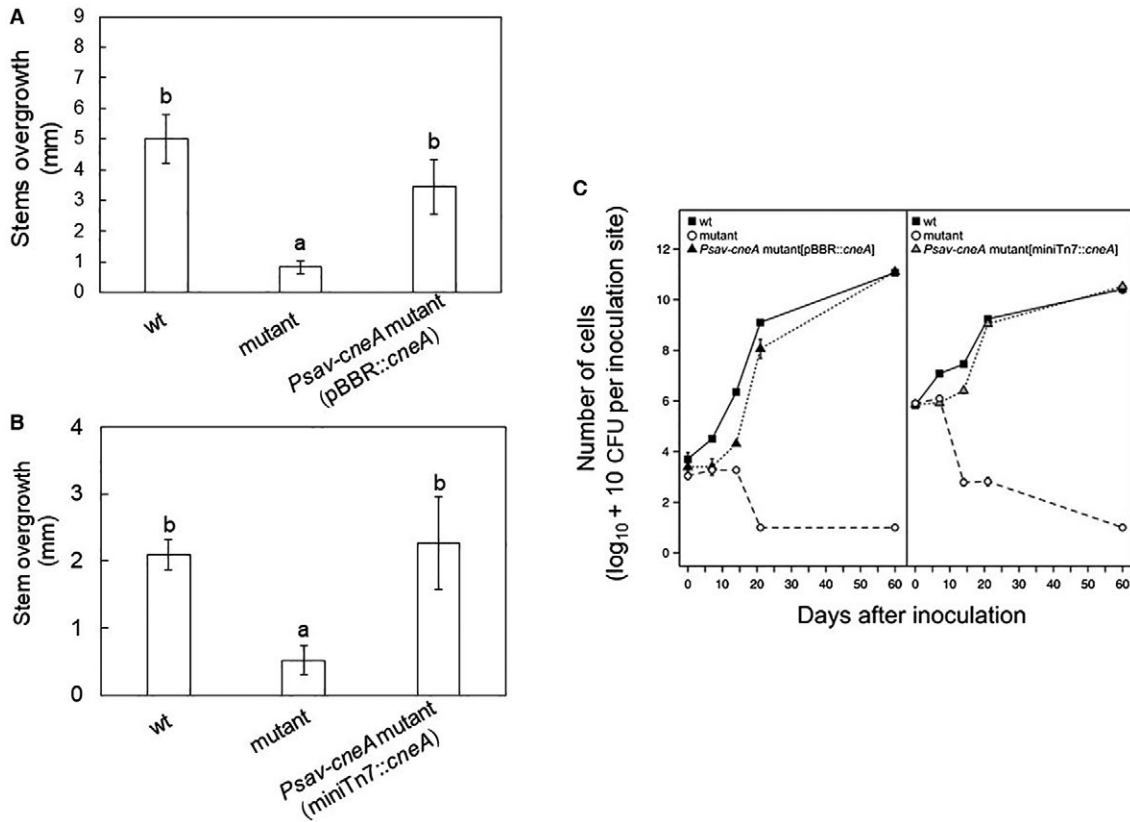 A
Stems overgrowth
(mm)
9
8
7
6
5
4
3
2
1
0
b
a
b
wt
mutant
Psav-cneA mutant
(pBBR::cneA)
B
Stem overgrowth
(mm)
4
3
2
1
0
b
a
b
wt
mutant
Psav-cneA mutant
(miniTn7::cneA)
C
Number of cells
(log10 + 10 CFU per inoculation site)
12
10
8
6
4
2
0
wt
mutant
Psav-cneA mutant[pBBR::cneA]
wt
mutant
Psav-cneA mutant[miniTn7::cneA]
0 10 20 30 40 50 60
0 10 20 30 40 50 60
Days after inoculation